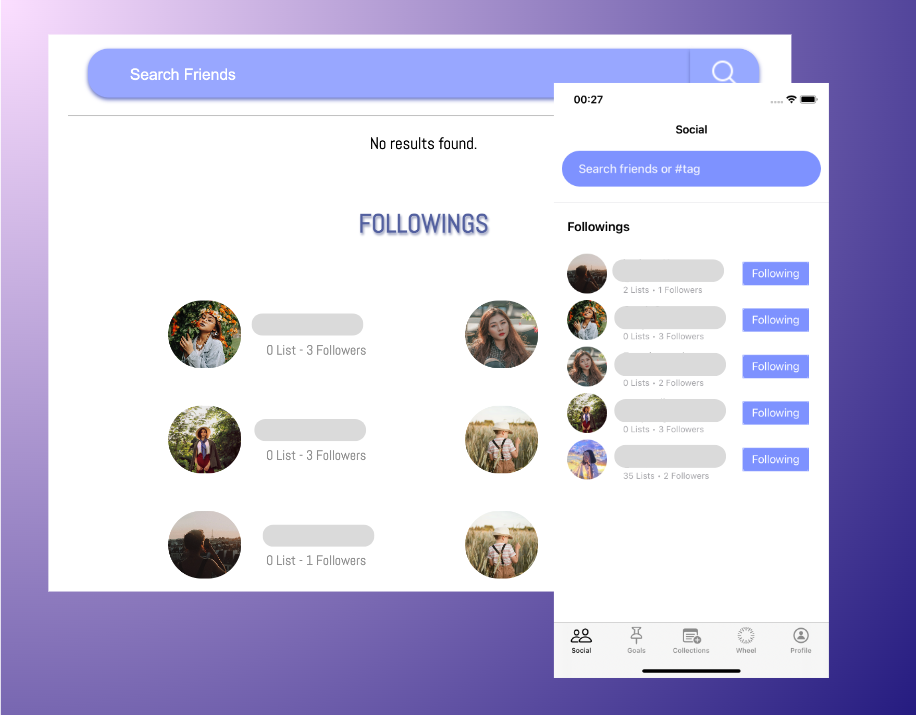 Search Friends
No results found.
FOLLOWINGS
0 List - 3 Followers
0 List - 3 Followers
0 List - 1 Followers
00:27
Social
Search friends or #tag
Followings
2 Lists • 1 Followers
Following
0 Lists • 3 Followers
Following
0 Lists • 2 Followers
Following
0 Lists • 3 Followers
Following
35 Lists • 2 Followers
Following
Social
Goals
Collections
Wheel
Profile